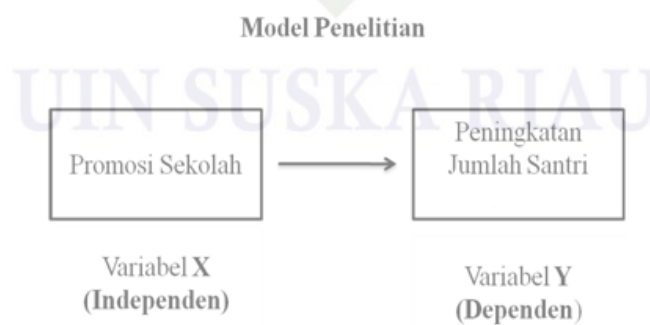 Model Penelitian
UIN SUSKA RIAU
Promosi Sekolah
Peningkatan
Jumlah Santri
Variabel X
(Independen)
Variabel Y
(Dependen)